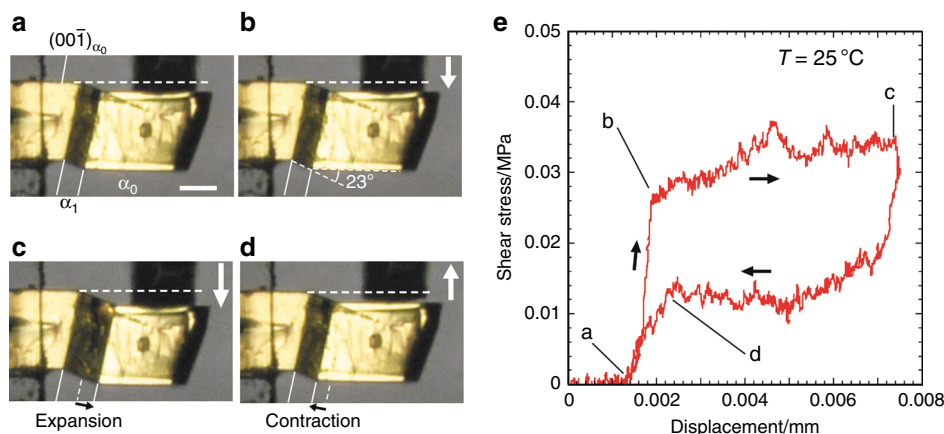 a
(001̄)α0
α1
α0
b
23°
c
Expansion
d
Contraction
e
T = 25 °C
Shear stress/MPa
0.05
0.04
0.03
0.02
0.01
0
a
b
c
d
0 0.002 0.004 0.006 0.008
Displacement/mm